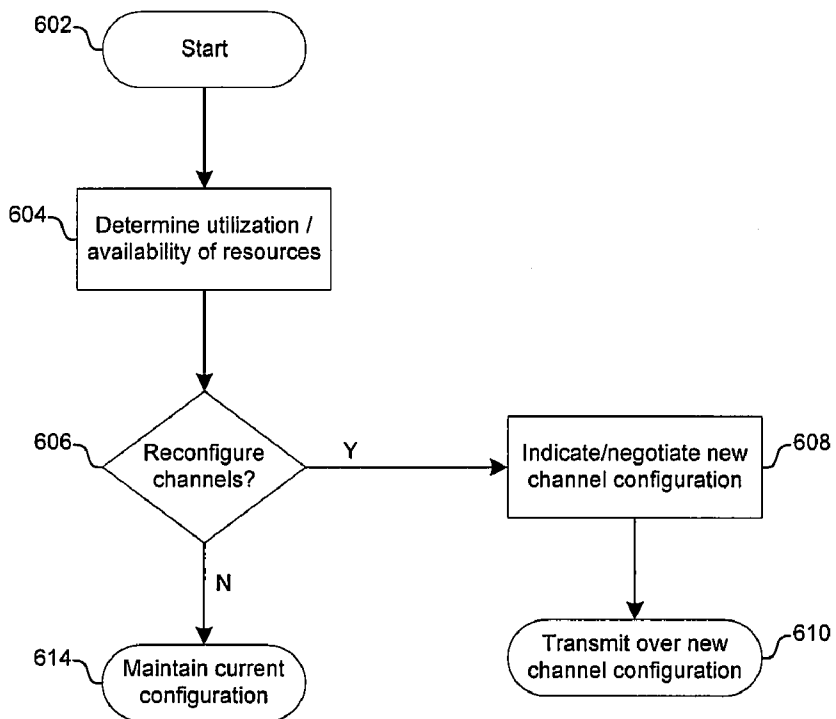 602
Start
604
Determine utilization /
availability of resources
606
Reconfigure
channels?
Y
Indicate/negotiate new
channel configuration
608
N
614
Maintain current
configuration
Transmit over new
channel configuration
610